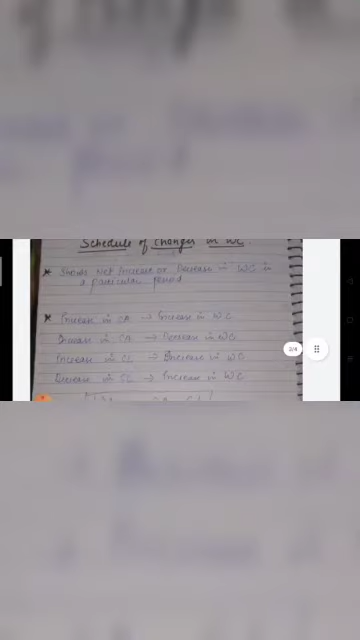 Schedule of changes in WC
* Shows Net Increase or Decrease in WC in
a particular period
* Increase in CA → Increase in WC
Decrease in CA → Decrease in WC
Increase in CL → Decrease in WC
Decrease in CL → Increase in WC
2/4